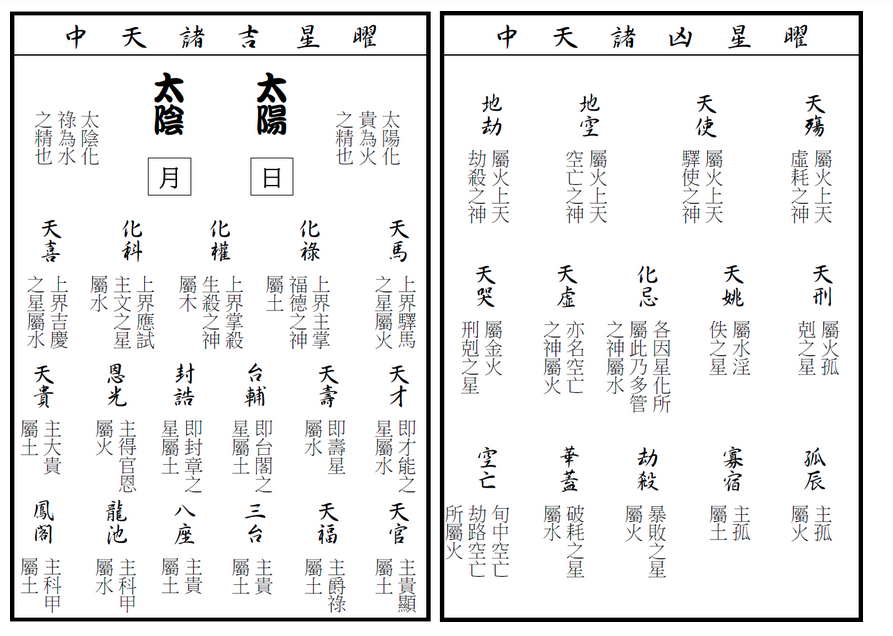 中天諸吉星曜
太陽
日
太陽化
貴為火
之精也
太陰
月
太陰化
祿為水
之精也
天馬
上界驛馬
之星屬火
化祿
上界主掌
福德之神
屬土
化權
上界掌殺
生殺之神
屬木
化科
上界應試
主文之星
屬水
天喜
上界吉慶
之星屬水
天才
即才能之
星屬水
天壽
即壽星
屬水
台輔
即台閣之
星屬土
封誥
即封章之
星屬土
恩光
主得官恩
屬火
天貴
主大貴
屬土
天官
主貴顯
屬土
天福
主爵祿
屬土
三台
主貴
屬土
八座
主貴
屬土
龍池
主科甲
屬水
鳳閣
主科甲
屬土
中天諸凶星曜
天殤
屬火上天
虛耗之神
天使
屬火上天
驛使之神
地空
屬火上天
空亡之神
地劫
屬火上天
劫殺之神
天刑
屬火孤
剋之星
天姚
屬水淫
佚之星
化忌
各因星化所
屬此乃多管
之神屬水
天虛
亦名空亡
之神屬火
天哭
屬金火
刑剋之星
孤辰
主孤
屬火
寡宿
主孤
屬土
劫殺
暴敗之星
屬火
華蓋
破耗之星
屬水
空亡
旬中空亡
劫路空亡
所屬火